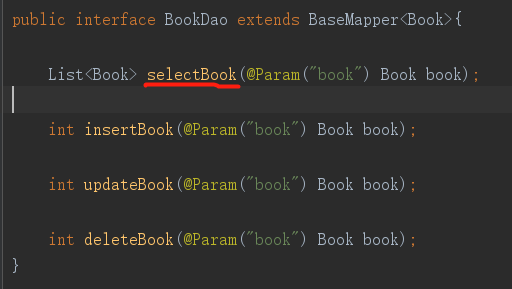 public interface BookDao extends BaseMapper<Book>{
List<Book> selectBook(@Param("book") Book book);
int insertBook(@Param("book") Book book);
int updateBook(@Param("book") Book book);
int deleteBook(@Param("book") Book book);
}